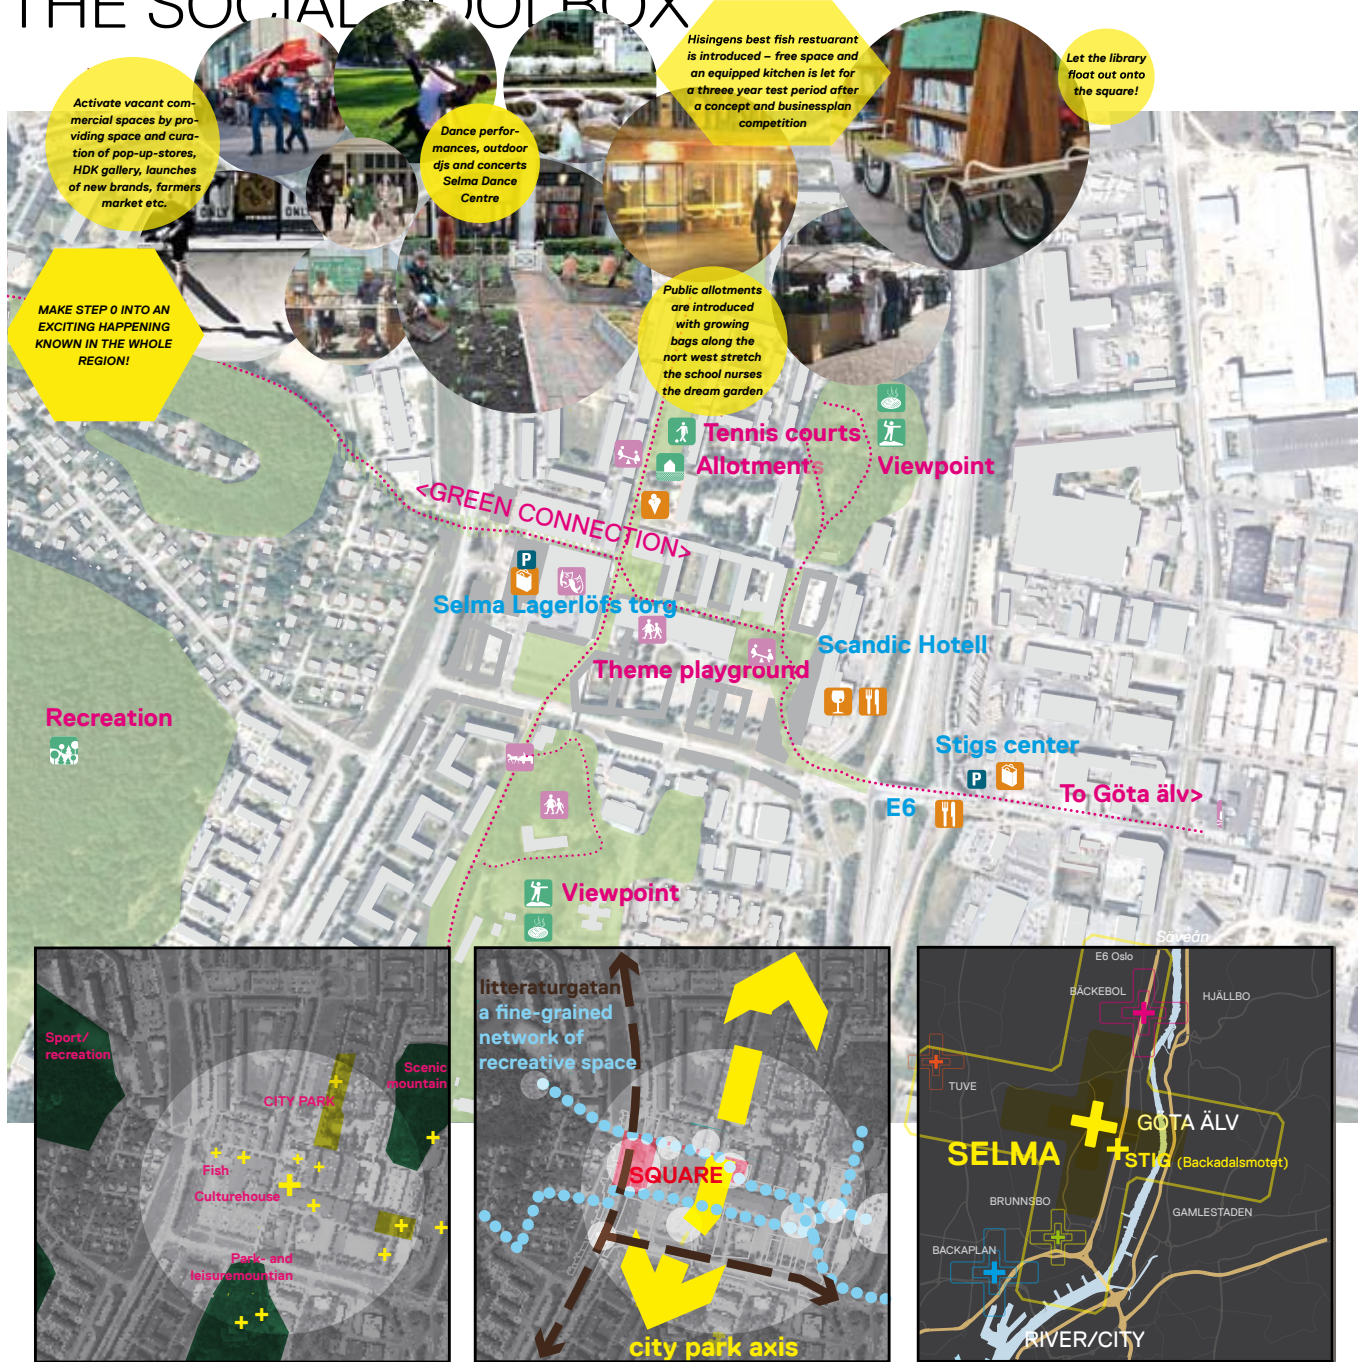 THE SOCIAL TOOLBOX
Activate vacant com-
mercial spaces by pro-
viding space and cura-
tion of pop-up-stores,
HDK gallery, launches
of new brands, farmers
market etc.
Dance perfor-
mances, outdoor
djs and concerts
Selma Dance
Centre
Hisingens best fish restuarant
is introduced – free space and
an equipped kitchen is let for
a threee year test period after
a concept and businessplan
competition
Let the library
float out onto
the square!
MAKE STEP 0 INTO AN
EXCITING HAPPENING
KNOWN IN THE WHOLE
REGION!
ONLY
Public allotments
are introduced
with growing
bags along the
nort west stretch
the school nurses
the dream garden
Tennis courts
Allotments
Viewpoint
<GREEN CONNECTION>
P
Selma Lagerlöfs torg
Scandic Hotell
Theme playground
Recreation
Stigs center
P
To Göta älv>
E6
Viewpoint
Sport/
recreation
Scenic
mountain
CITY PARK
Fish
Culturehouse
Park- and
leisuremountian
litteraturgatan
a fine-grained
network of
recreative space
SQUARE
city park axis
Säveån
E6 Oslo
BÄCKEBOL
HJÄLLBO
TUVE
GÖTA ÄLV
SELMA
STIG (Backadalsmotet)
BRUNNSBO
GAMLESTADEN
BACKAPLAN
RIVER/CITY